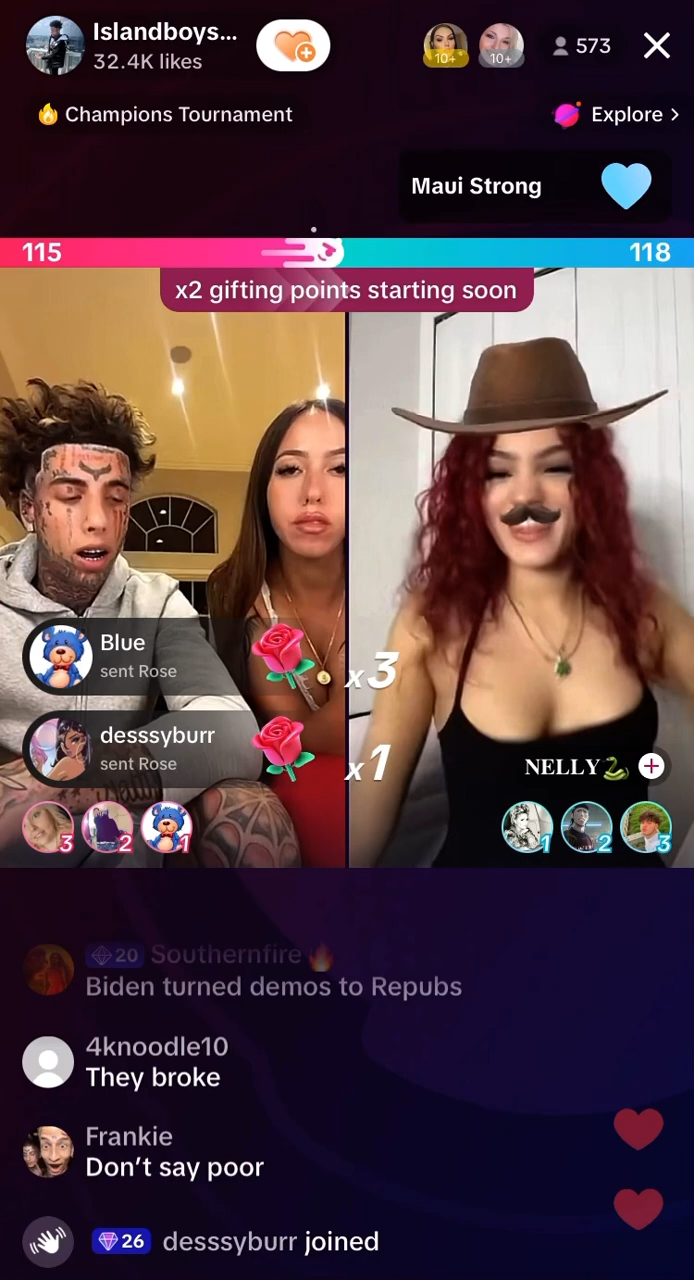 Islandboys...
32.4K likes
10+
10+
573
Champions Tournament
Explore >
Maui Strong
115
118
x2 gifting points starting soon
Blue
sent Rose
x3
desssyburr
sent Rose
x1
NELLY
3
2
1
1
2
3
20 Southernfire
Biden turned demos to Repubs
4knoodle10
They broke
Frankie
Don't say poor
26 desssyburr joined